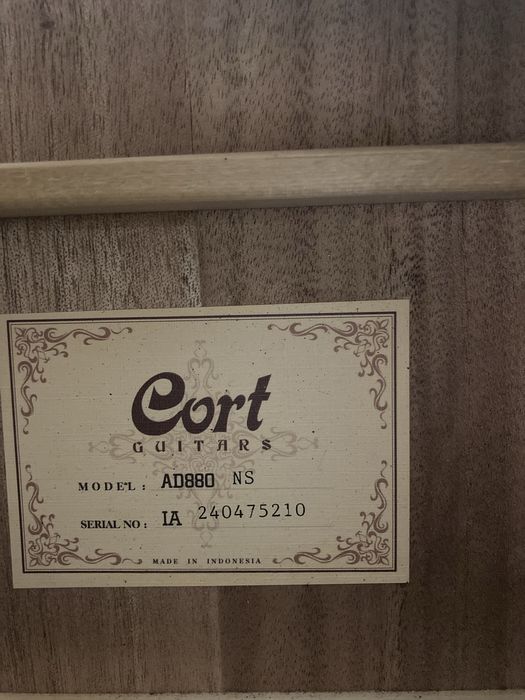 Cort
GUITARS
MODEL: AD880 NS
SERIAL NO: IA 240475210
MADE IN INDONESIA